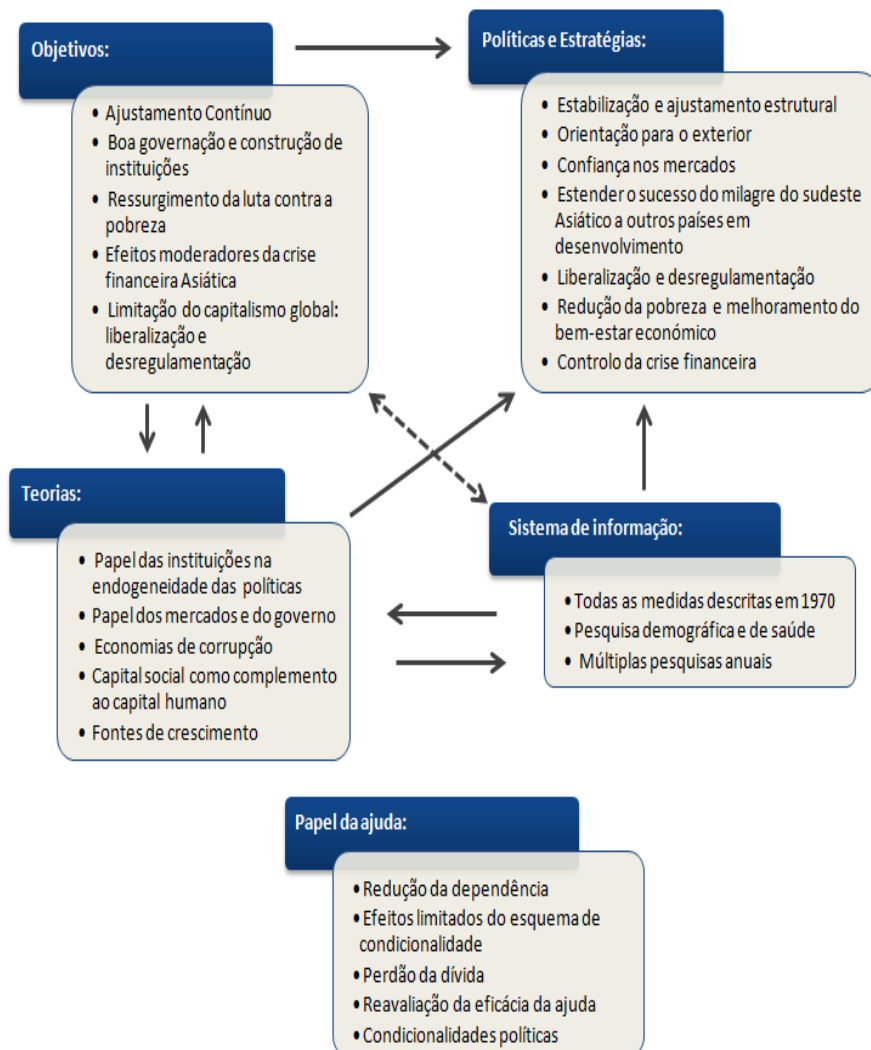 Objetivos:
• Ajustamento Contínuo
• Boa governação e construção de
instituições
• Ressurgimento da luta contra a
pobreza
• Efeitos moderadores da crise
financeira Asiática
• Limitação do capitalismo global:
liberalização e
desregulamentação
Políticas e Estratégias:
• Estabilização e ajustamento estrutural
• Orientação para o exterior
• Confiança nos mercados
• Estender o sucesso do milagre do sudeste
Asiático a outros países em
desenvolvimento
• Liberalização e desregulamentação
• Redução da pobreza e melhoramento do
bem-estar económico
• Controlo da crise financeira
Teorias:
• Papel das instituições na
endogeneidade das políticas
• Papel dos mercados e do governo
• Economias de corrupção
• Capital social como complemento
ao capital humano
• Fontes de crescimento
Sistema de informação:
• Todas as medidas descritas em 1970
• Pesquisa demográfica e de saúde
• Múltiplas pesquisas anuais
Papel da ajuda:
• Redução da dependência
• Efeitos limitados do esquema de
condicionalidade
• Perdão da dívida
• Reavaliação da eficácia da ajuda
• Condicionalidades políticas